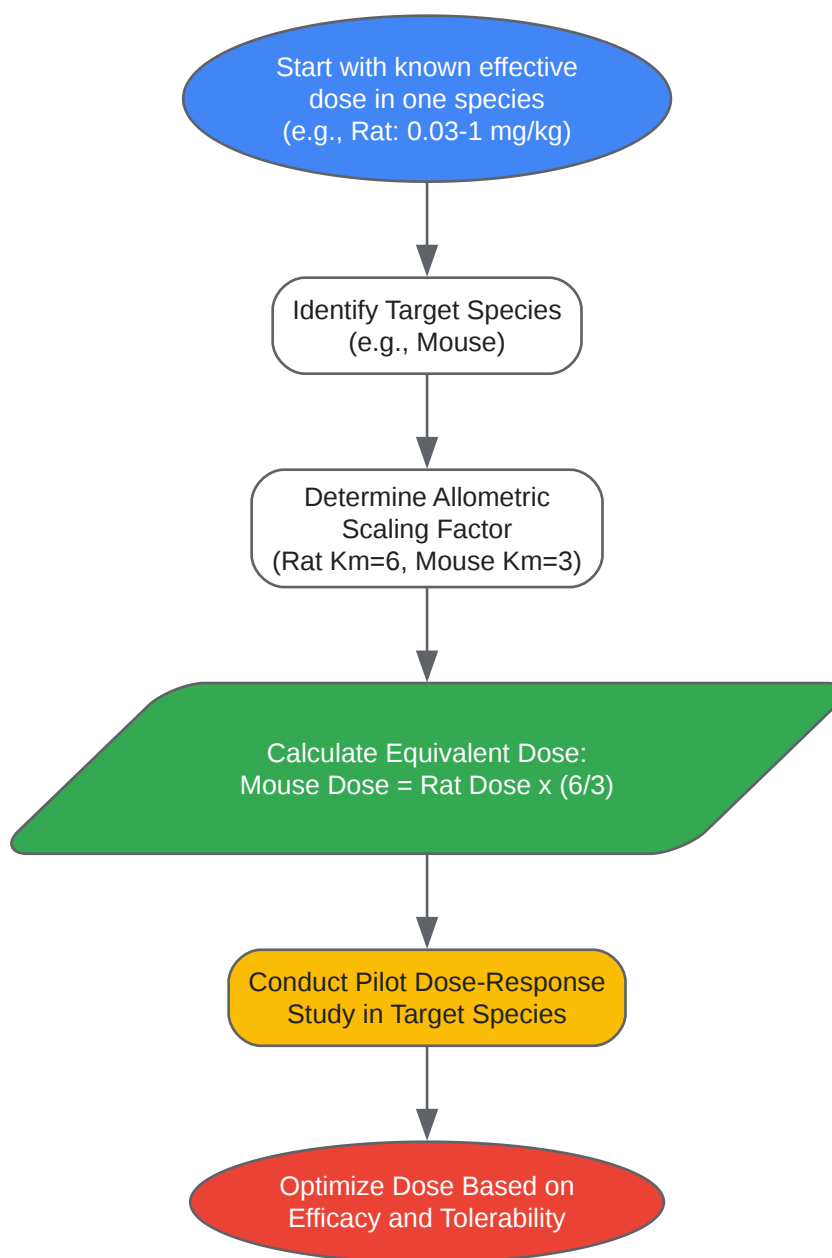 Start with known effective
dose in one species
(e.g., Rat: 0.03-1 mg/kg)
Identify Target Species
(e.g., Mouse)
Determine Allometric
Scaling Factor
(Rat Km=6, Mouse Km=3)
Calculate Equivalent Dose:
Mouse Dose = Rat Dose x (6/3)
Conduct Pilot Dose-Response
Study in Target Species
Optimize Dose Based on
Efficacy and Tolerability